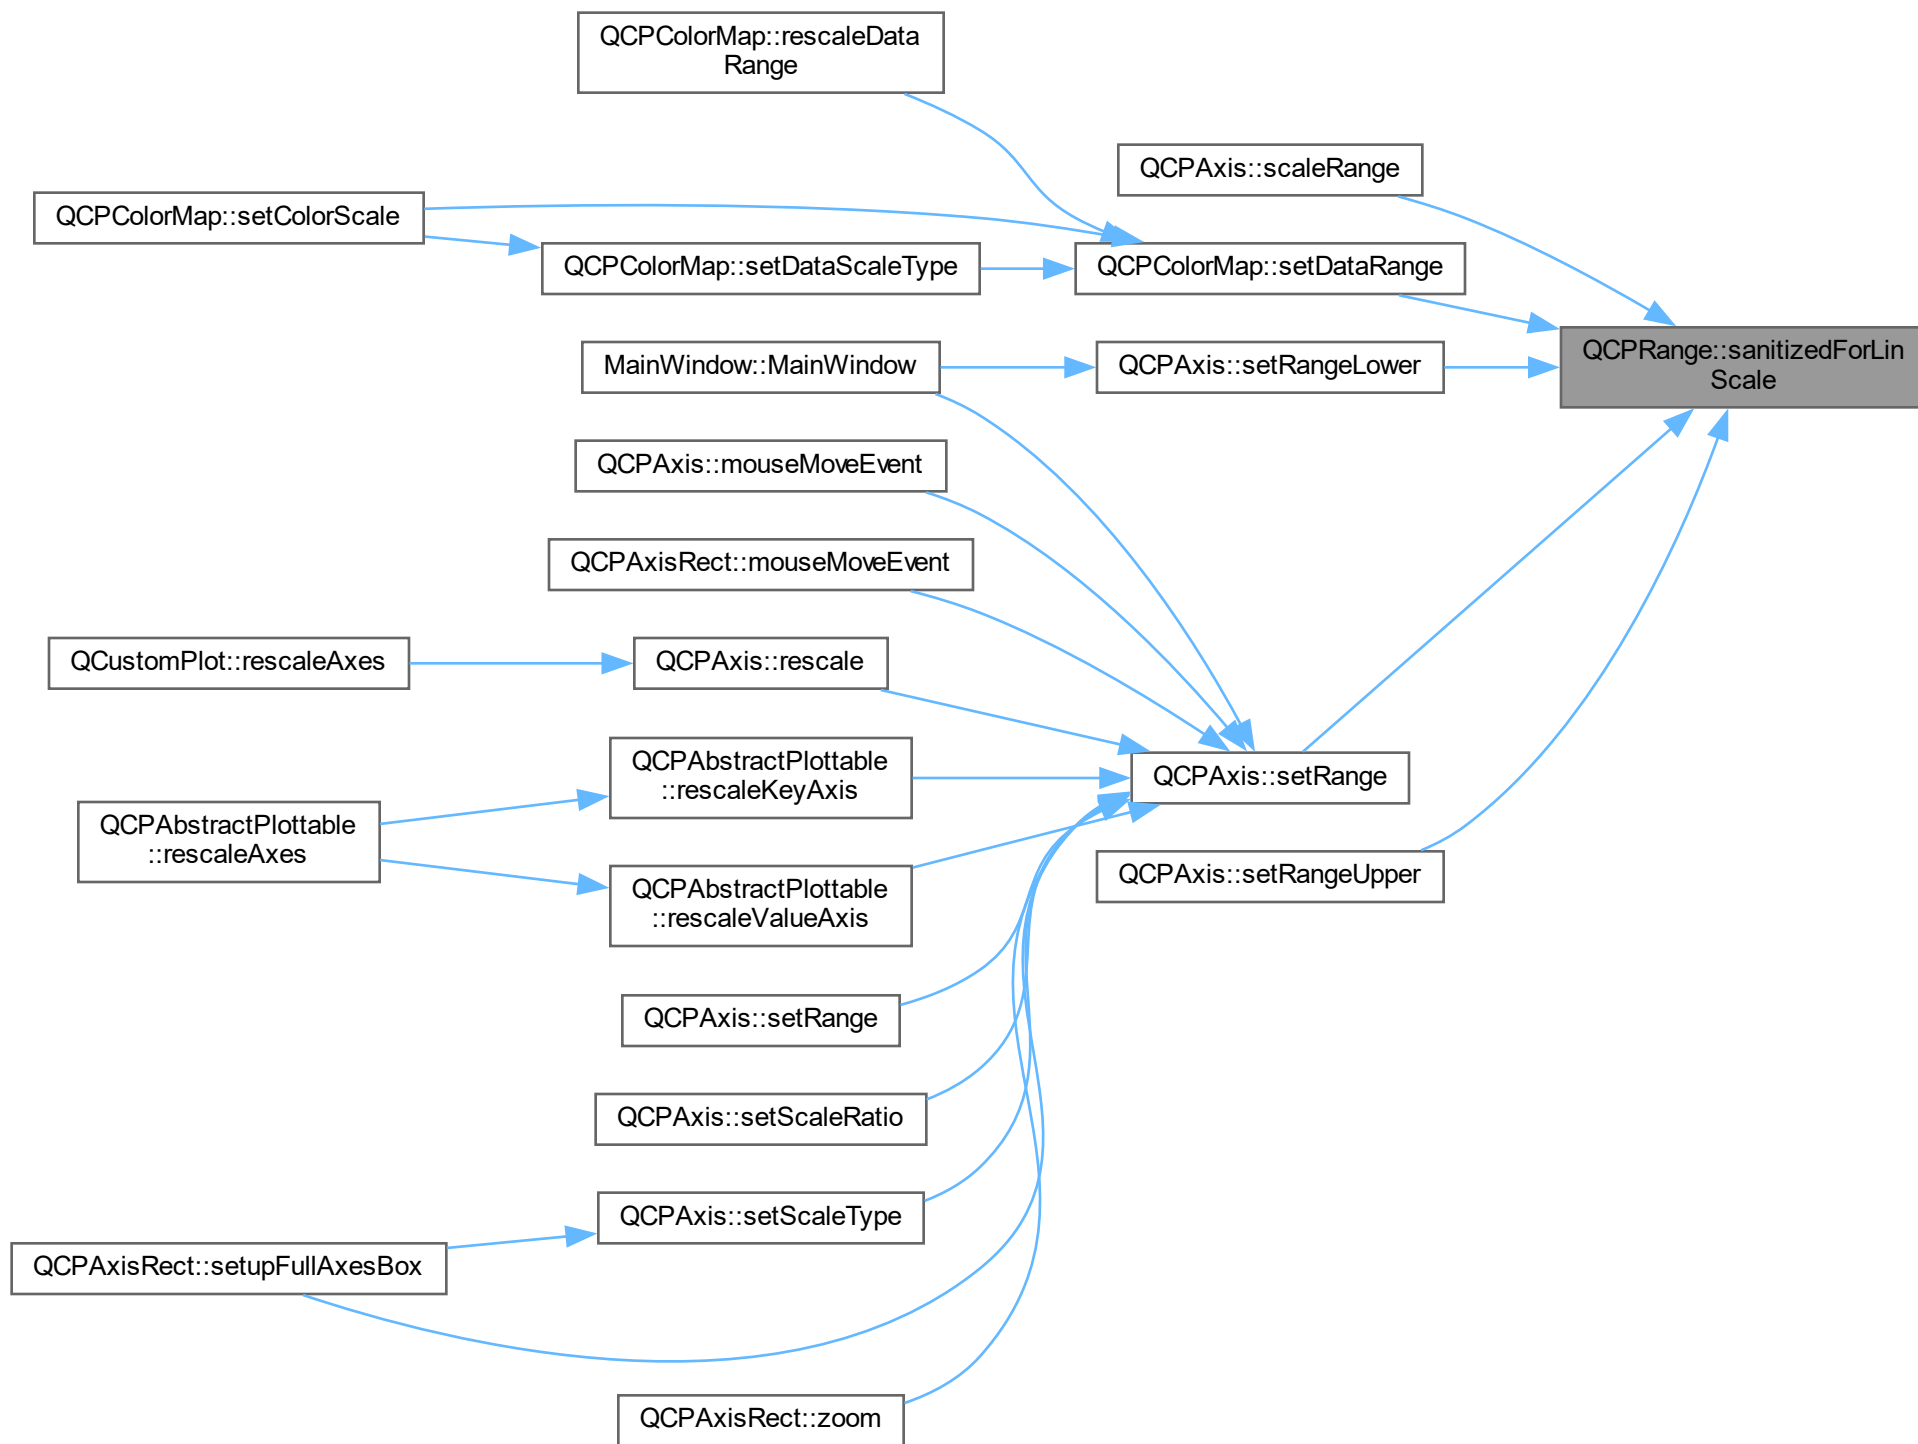 QCPColorMap::rescaleData
Range
QCPAxis::scaleRange
QCPColorMap::setColorScale
QCPColorMap::setDataScaleType
QCPColorMap::setDataRange
QCPRange::sanitizedForLin
Scale
MainWindow::MainWindow
QCPAxis::setRangeLower
QCPAxis::mouseMoveEvent
QCPAxisRect::mouseMoveEvent
QCustomPlot::rescaleAxes
QCPAxis::rescale
QCPAbstractPlottable
::rescaleKeyAxis
QCPAxis::setRange
QCPAbstractPlottable
::rescaleAxes
QCPAbstractPlottable
::rescaleValueAxis
QCPAxis::setRangeUpper
QCPAxis::setRange
QCPAxis::setScaleRatio
QCPAxis::setScaleType
QCPAxisRect::setupFullAxesBox
QCPAxisRect::zoom